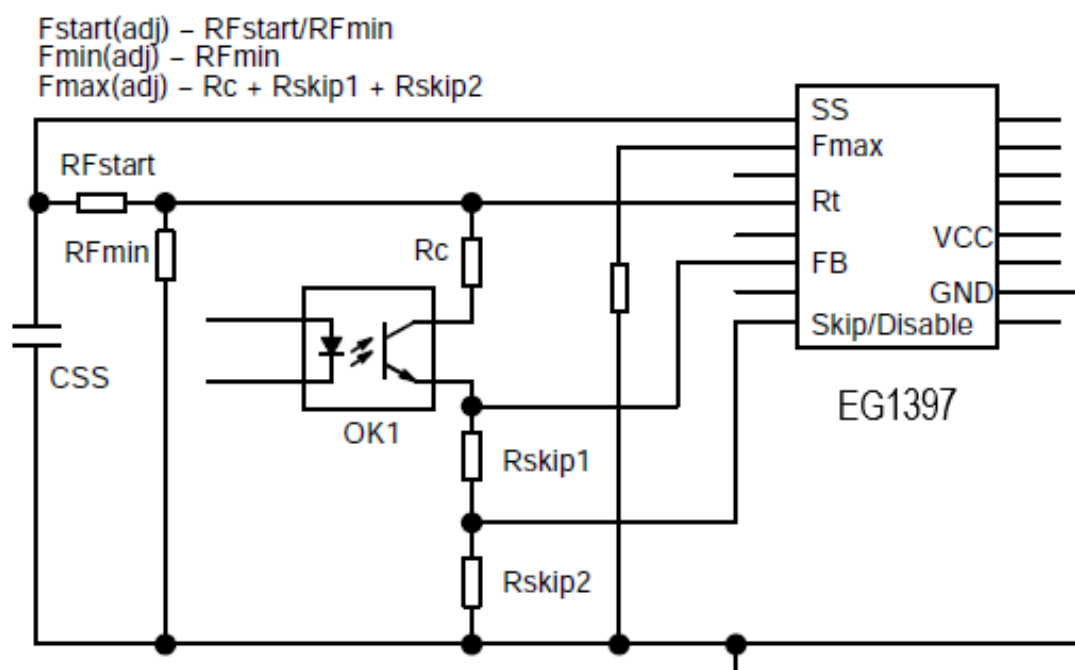 Fstart(adj) – RFstart/RFmin
Fmin(adj) – RFmin
Fmax(adj) – Rc + Rskip1 + Rskip2
SS
Fmax
RFstart
Rt
RFmin
Rc
VCC
FB
GND
Skip/Disable
CSS
EG1397
OK1
Rskip1
Rskip2